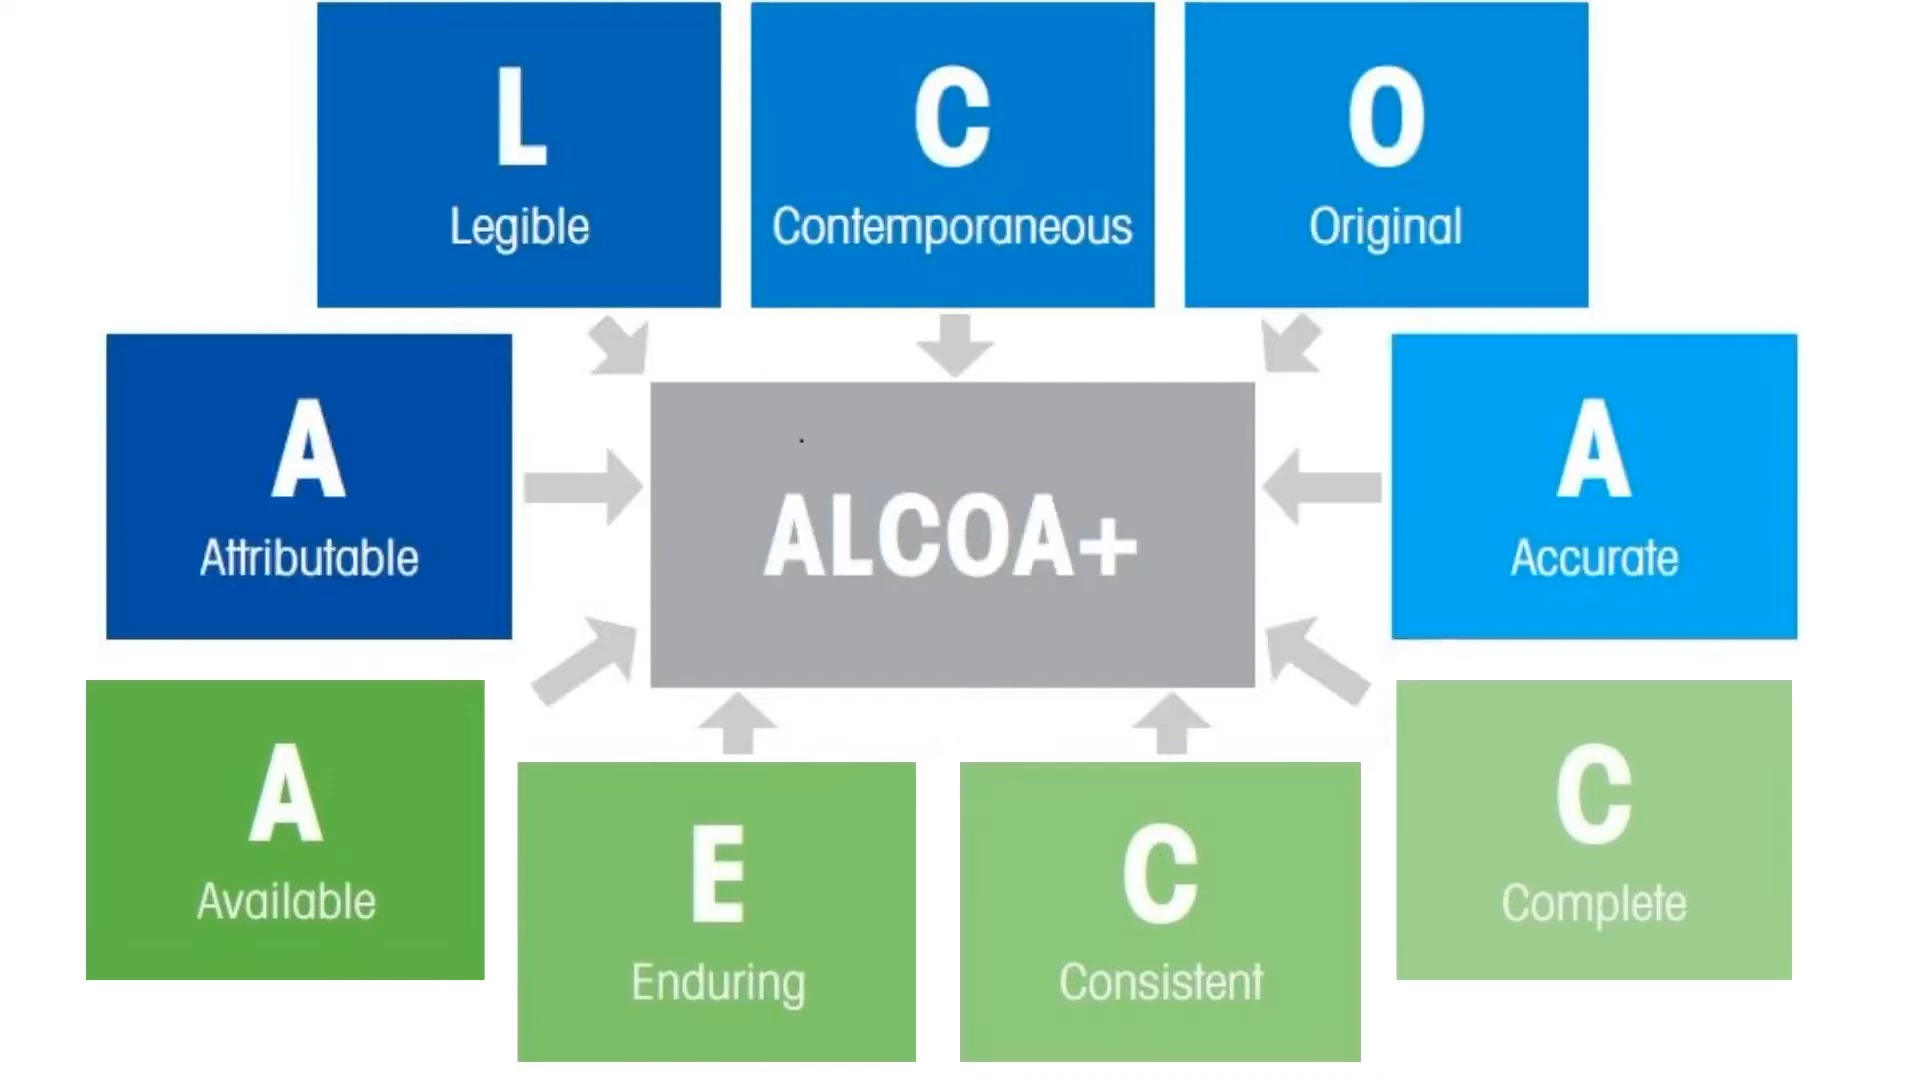 L
Legible
C
Contemporaneous
O
Original
A
Attributable
ALCOA+
A
Accurate
A
Available
E
Enduring
C
Consistent
C
Complete